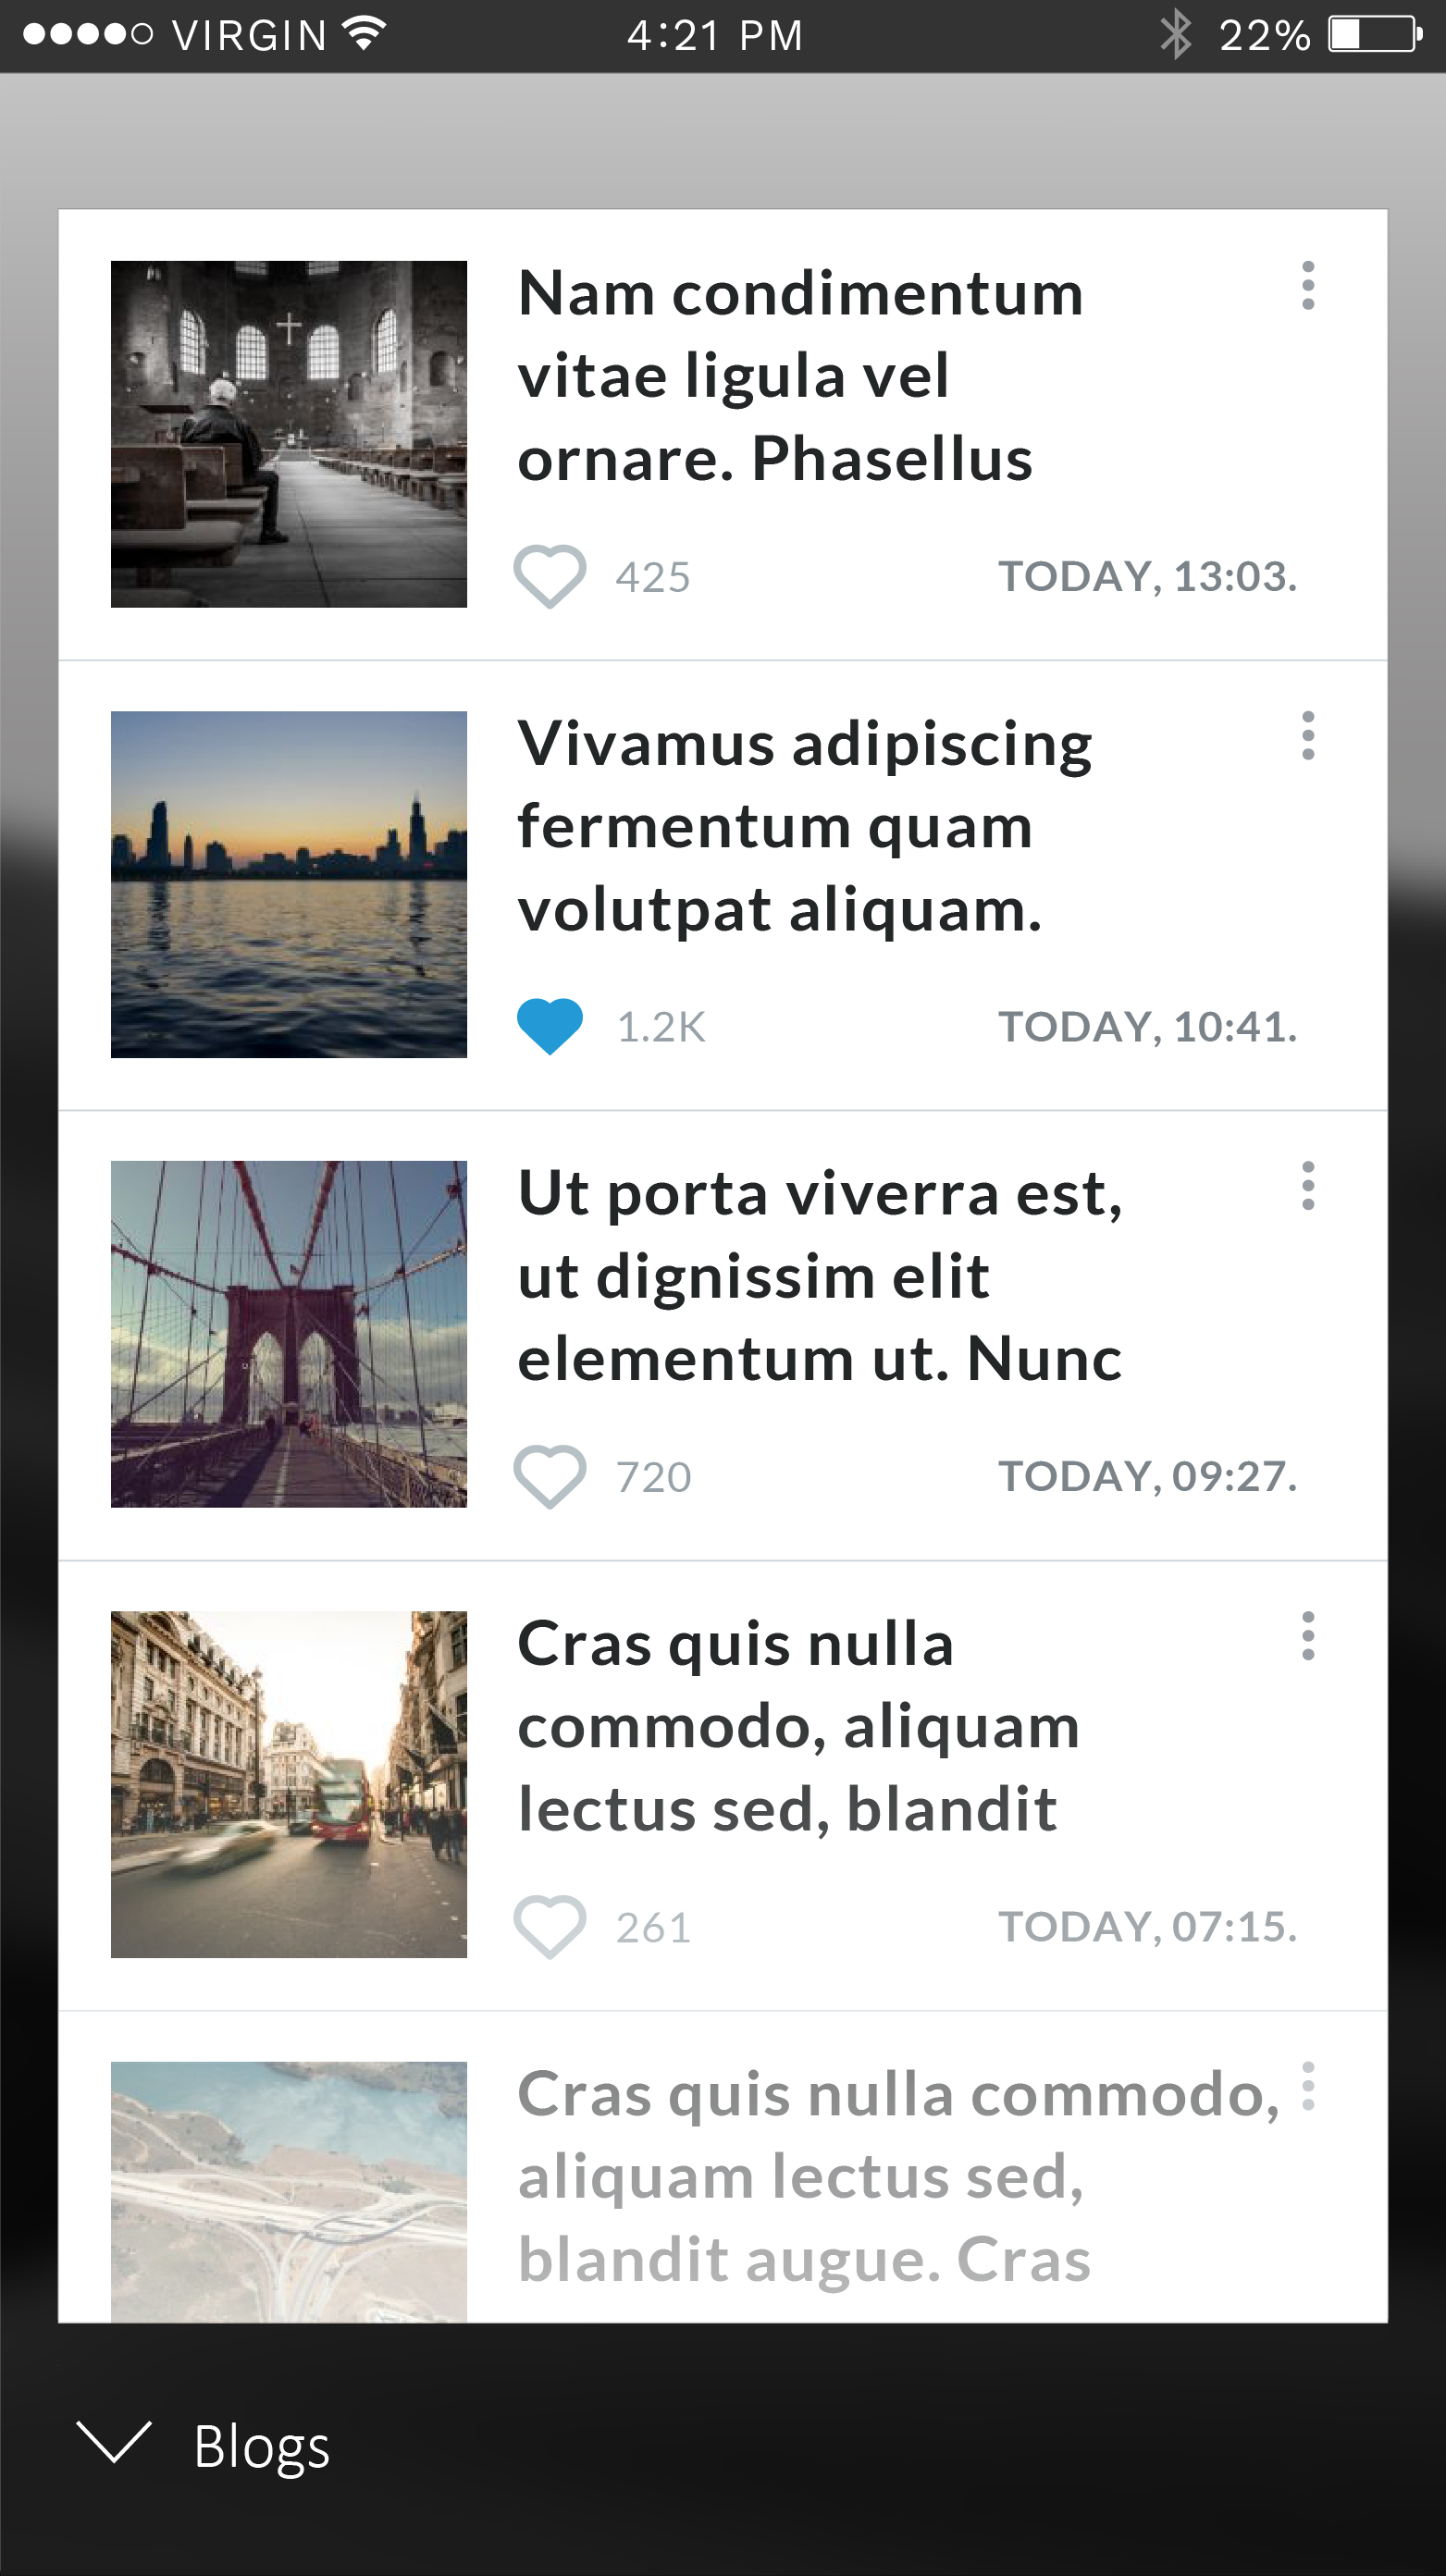 VIRGIN 4:21 PM 22%
Nam condimentum
vitae ligula vel
ornare. Phasellus
425 TODAY, 13:03.
Vivamus adipiscing
fermentum quam
volutpat aliquam.
1.2K TODAY, 10:41.
Ut porta viverra est,
ut dignissim elit
elementum ut. Nunc
720 TODAY, 09:27.
Cras quis nulla
commodo, aliquam
lectus sed, blandit
261 TODAY, 07:15.
Cras quis nulla commodo,
aliquam lectus sed,
blandit augue. Cras
Blogs